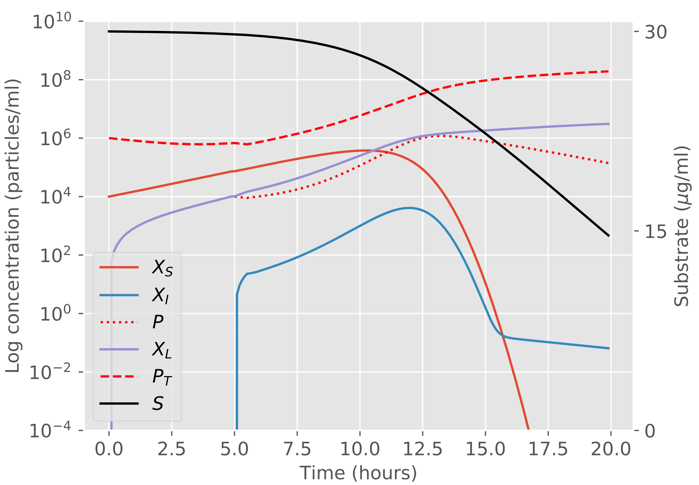 10^10
10^8
10^6
10^4
10^2
10^0
10^−2
10^−4
Log concentration (particles/ml)
X_S
X_I
P
X_L
P_T
S
0.0 2.5 5.0 7.5 10.0 12.5 15.0 17.5 20.0
Time (hours)
30
15
0
Substrate (μg/ml)